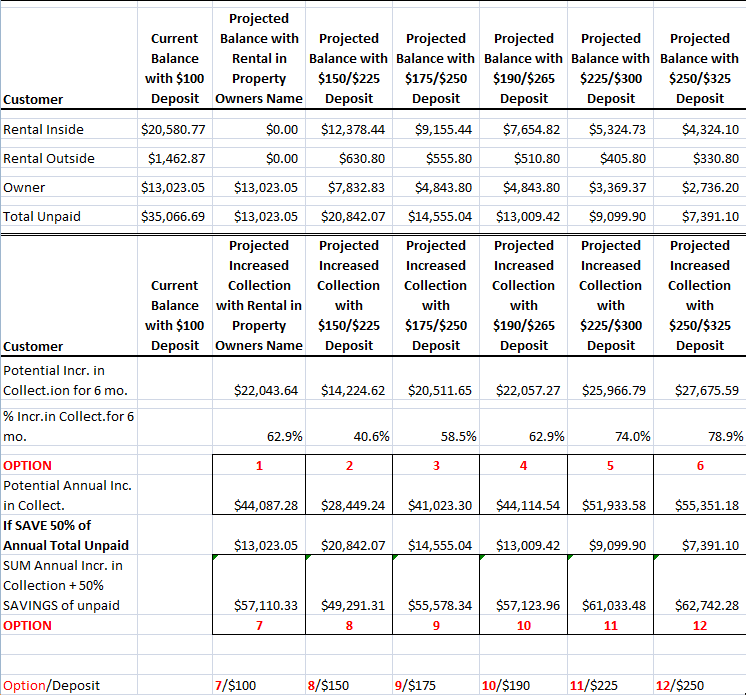 Customer	Current Balance with $100 Deposit	Projected Balance with Rental in Property Owners Name	Projected Balance with $150/$225 Deposit	Projected Balance with $175/$250 Deposit	Projected Balance with $190/$265 Deposit	Projected Balance with $225/$300 Deposit	Projected Balance with $250/$325 Deposit
Rental Inside	$20,580.77	$0.00	$12,378.44	$9,155.44	$7,654.82	$5,324.73	$4,324.10
Rental Outside	$1,462.87	$0.00	$630.80	$555.80	$510.80	$405.80	$330.80
Owner	$13,023.05	$13,023.05	$7,832.83	$4,843.80	$4,843.80	$3,369.37	$2,736.20
Total Unpaid	$35,066.69	$13,023.05	$20,842.07	$14,555.04	$13,009.42	$9,099.90	$7,391.10
Customer	Current Balance with $100 Deposit	Projected Increased Collection with Rental in Property Owners Name	Projected Increased Collection with $150/$225 Deposit	Projected Increased Collection with $175/$250 Deposit	Projected Increased Collection with $190/$265 Deposit	Projected Increased Collection with $225/$300 Deposit	Projected Increased Collection with $250/$325 Deposit
Potential Incr. in Collect.ion for 6 mo.	$22,043.64	$14,224.62	$20,511.65	$22,057.27	$25,966.79	$27,675.59
% Incr.in Collect.for 6 mo.	62.9%	40.6%	58.5%	62.9%	74.0%	78.9%
OPTION	1	2	3	4	5	6
Potential Annual Inc. in Collect.	$44,087.28	$28,449.24	$41,023.30	$44,114.54	$51,933.58	$55,351.18
If SAVE 50% of Annual Total Unpaid	$13,023.05	$20,842.07	$14,555.04	$13,009.42	$9,099.90	$7,391.10
SUM Annual Incr. in Collection + 50% SAVINGS of unpaid	$57,110.33	$49,291.31	$55,578.34	$57,123.96	$61,033.48	$62,742.28
OPTION	7	8	9	10	11	12
Option/Deposit	7/$100	8/$150	9/$175	10/$190	11/$225	12/$250